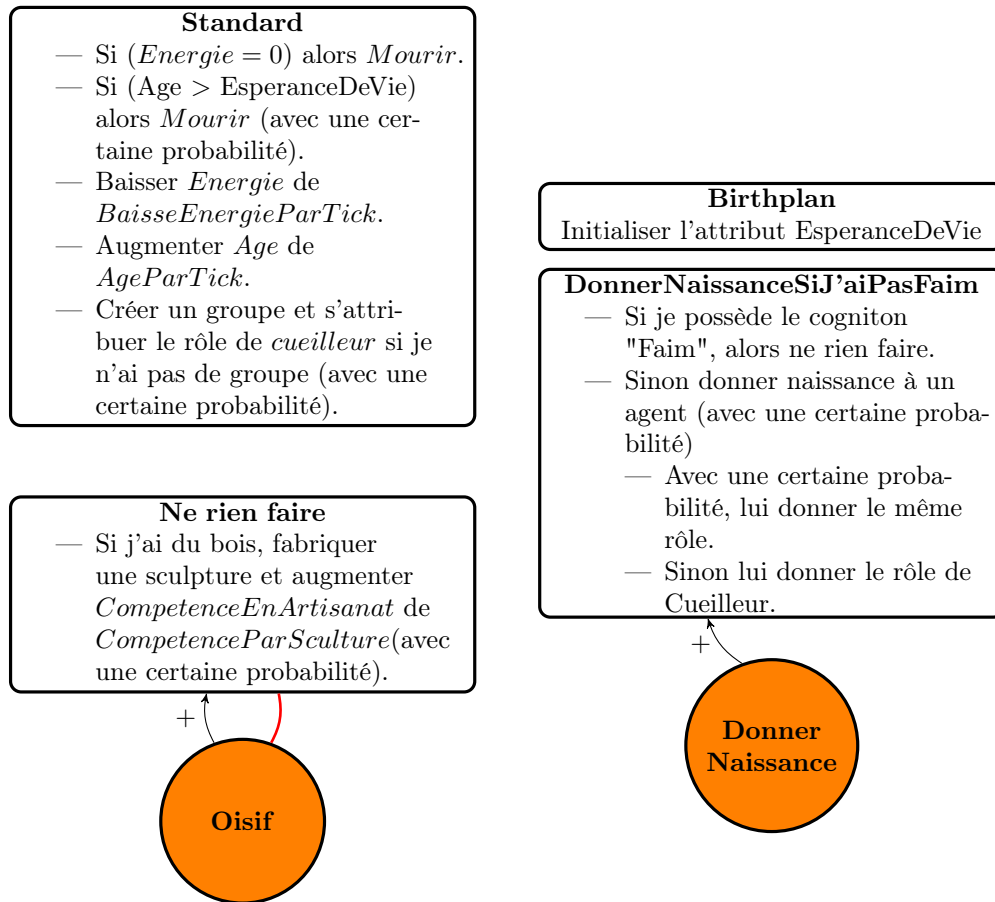 Standard
— Si (Energie = 0) alors Mourir.
— Si (Age > EsperanceDeVie)
alors Mourir (avec une cer-
taine probabilité).
— Baisser Energie de
BaisseEnergieParTick.
— Augmenter Age de
AgeParTick.
— Créer un groupe et s'attri-
buer le rôle de cueilleur si je
n'ai pas de groupe (avec une
certaine probabilité).
Ne rien faire
— Si j'ai du bois, fabriquer
une sculpture et augmenter
CompetenceEnArtisanat de
CompetenceParSculture(avec
une certaine probabilité).
+
Oisif
Birthplan
Initialiser l'attribut EsperanceDeVie
DonnerNaissanceSiJ'aiPasFaim
— Si je possède le cogniton
"Faim", alors ne rien faire.
— Sinon donner naissance à un
agent (avec une certaine proba-
bilité)
— Avec une certaine proba-
bilité, lui donner le même
rôle.
— Sinon lui donner le rôle de
Cueilleur.
+
Donner
Naissance